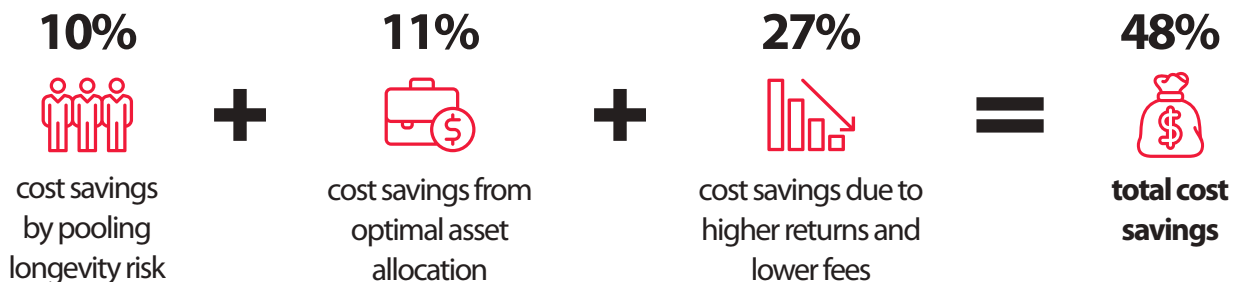 10%
cost savings
by pooling
longevity risk
+
11%
$
cost savings from
optimal asset
allocation
+
27%
cost savings due to
higher returns and
lower fees
=
48%
$
total cost
savings